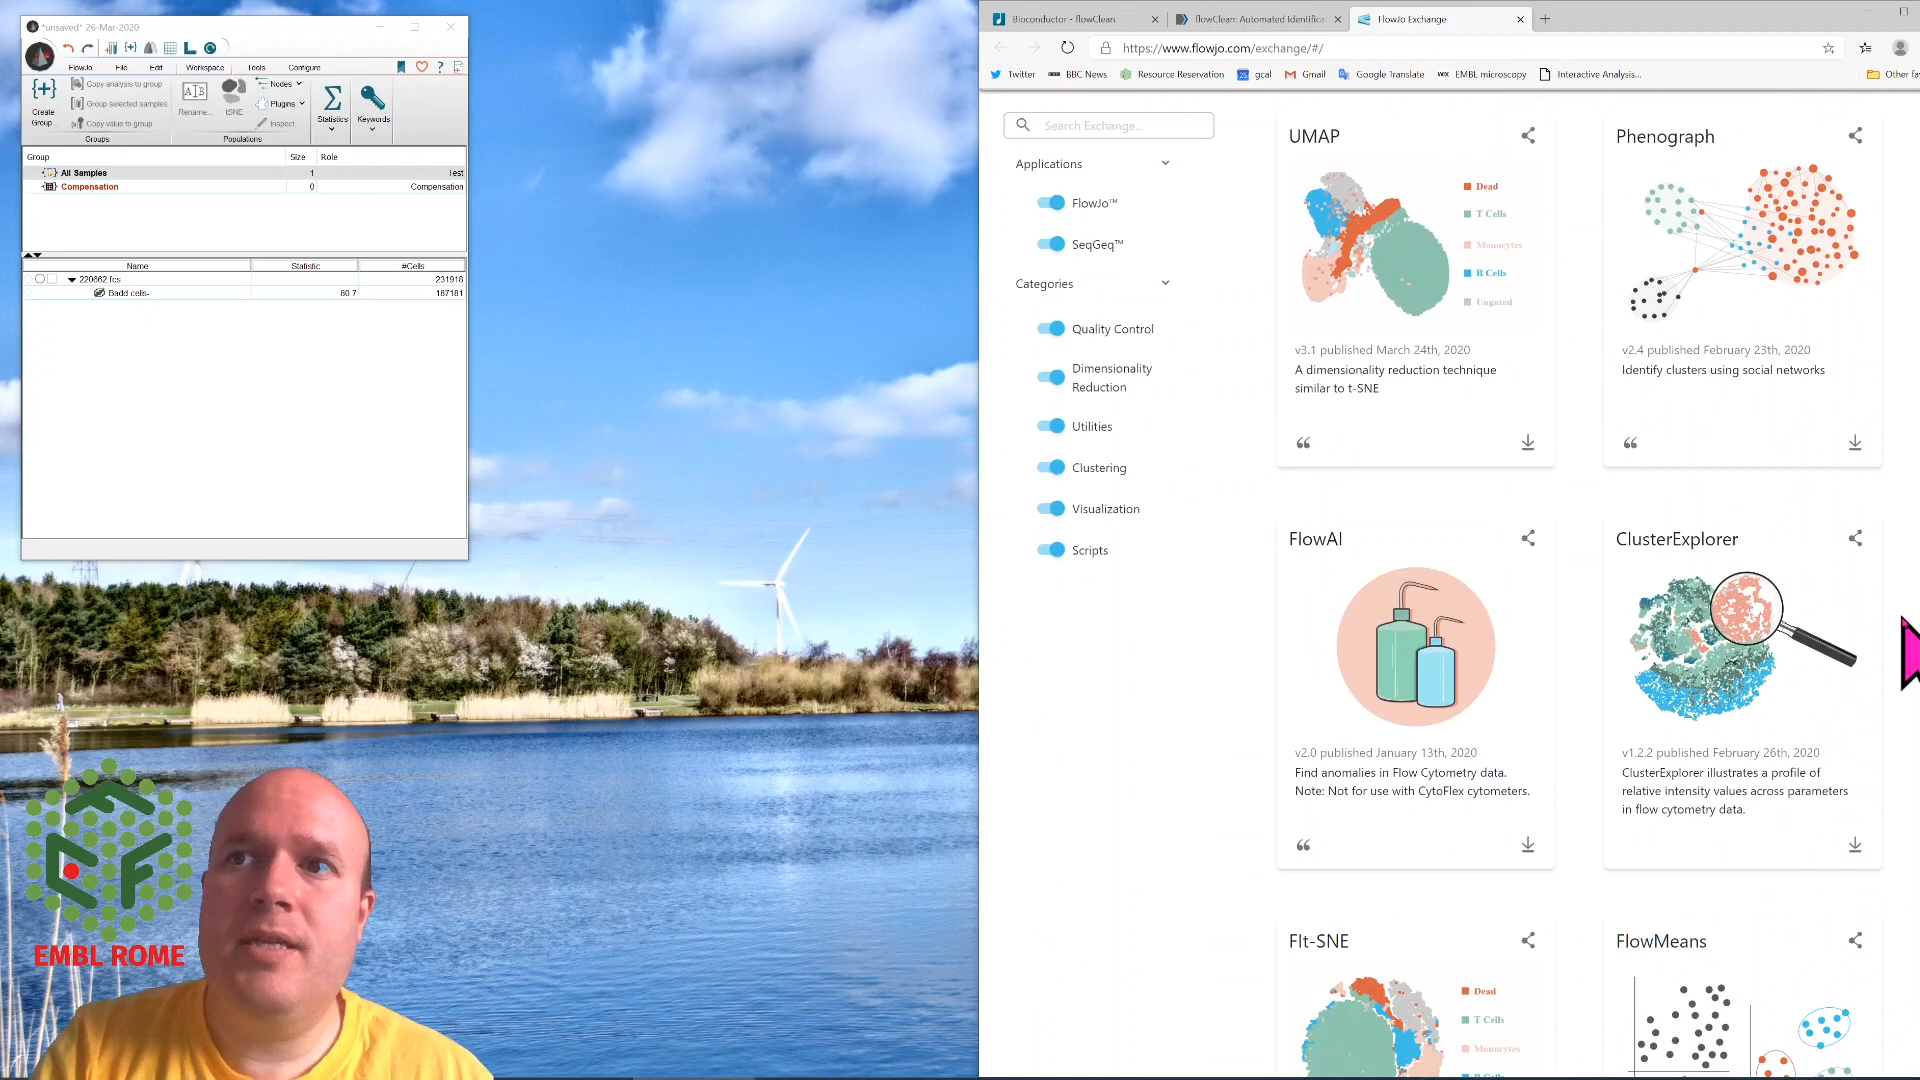 *unsaved* 26-Mar-2020
FlowJo File Edit Workspace Tools Configure
Create Group...
Copy analysis to group
Group selected samples
Copy value to group
Groups
Rename...
tSNE
Nodes
Plugins
Inspect
Populations
Statistics
Keywords
Group Size Role
All Samples 1 Test
Compensation 0 Compensation
Name Statistic #Cells
220662.fcs 231918
Badd cells- 80.7 187181
EMBL ROME
Bioconductor - flowClean
flowClean: Automated Identifica
FlowJo Exchange
https://www.flowjo.com/exchange/#/
Twitter
BBC News
Resource Reservation
gcal
Gmail
Google Translate
EMBL microscopy
Interactive Analysis...
Other fa
Search Exchange...
Applications
FlowJo™
SeqGeq™
Categories
Quality Control
Dimensionality
Reduction
Utilities
Clustering
Visualization
Scripts
UMAP
Dead
T Cells
Monocytes
B Cells
Ungated
v3.1 published March 24th, 2020
A dimensionality reduction technique
similar to t-SNE
Phenograph
v2.4 published February 23th, 2020
Identify clusters using social networks
FlowAI
v2.0 published January 13th, 2020
Find anomalies in Flow Cytometry data.
Note: Not for use with CytoFlex cytometers.
ClusterExplorer
v1.2.2 published February 26th, 2020
ClusterExplorer illustrates a profile of
relative intensity values across parameters
in flow cytometry data.
FIt-SNE
Dead
T Cells
Monocytes
FlowMeans